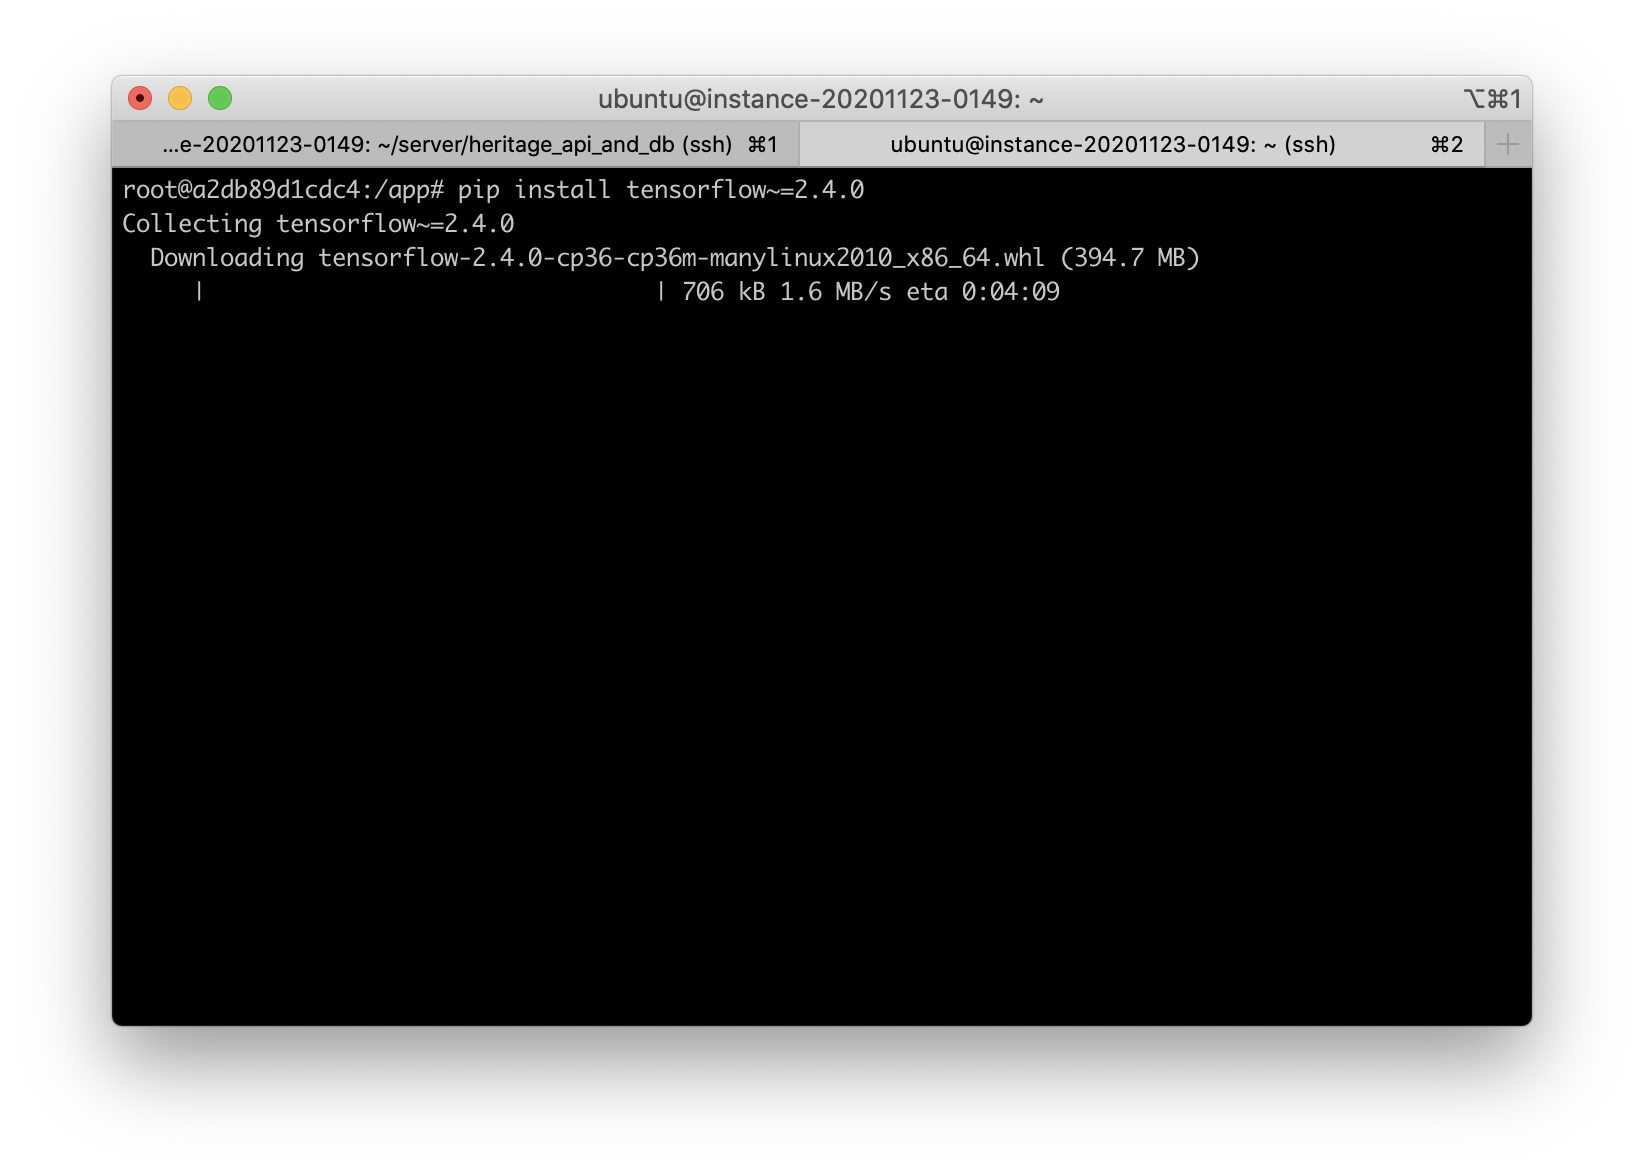 ubuntu@instance-20201123-0149: ~ ⌥⌘1
...e-20201123-0149: ~/server/heritage_api_and_db (ssh) ⌘1 ubuntu@instance-20201123-0149: ~ (ssh) ⌘2
root@a2db89d1cdc4:/app# pip install tensorflow~=2.4.0
Collecting tensorflow~=2.4.0
  Downloading tensorflow-2.4.0-cp36-cp36m-manylinux2010_x86_64.whl (394.7 MB)
     |                                | 706 kB 1.6 MB/s eta 0:04:09